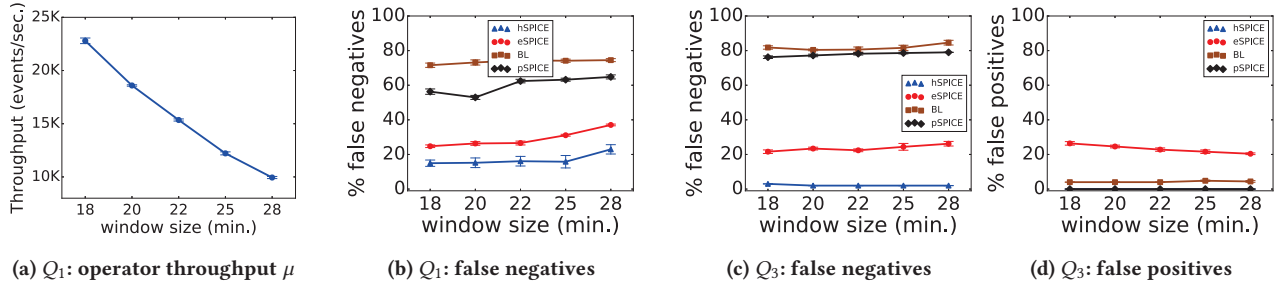 25K
20K
15K
10K
Throughput (events/sec.)
18 20 22 25 28
window size (min.)
(a) Q1: operator throughput μ
100
80
60
40
20
0
% false negatives
hSPICE
eSPICE
BL
pSPICE
18 20 22 25 28
window size (min.)
(b) Q1: false negatives
100
80
60
40
20
0
% false negatives
hSPICE
eSPICE
BL
pSPICE
18 20 22 25 28
window size (min.)
(c) Q3: false negatives
100
80
60
40
20
0
% false positives
hSPICE
eSPICE
BL
pSPICE
18 20 22 25 28
window size (min.)
(d) Q3: false positives